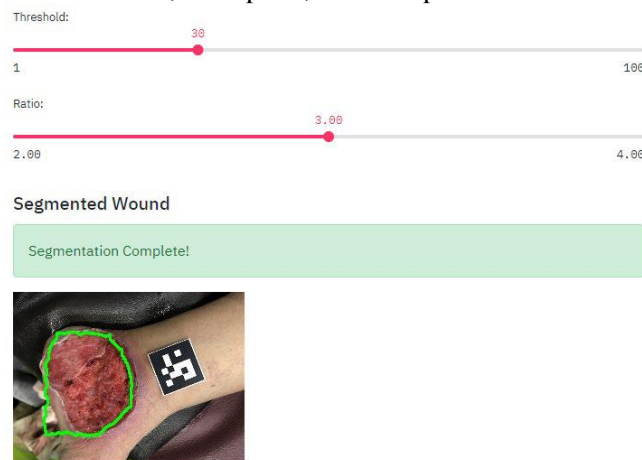 Threshold:
30
1 100
Ratio:
3.00
2.00 4.00
Segmented Wound
Segmentation Complete!